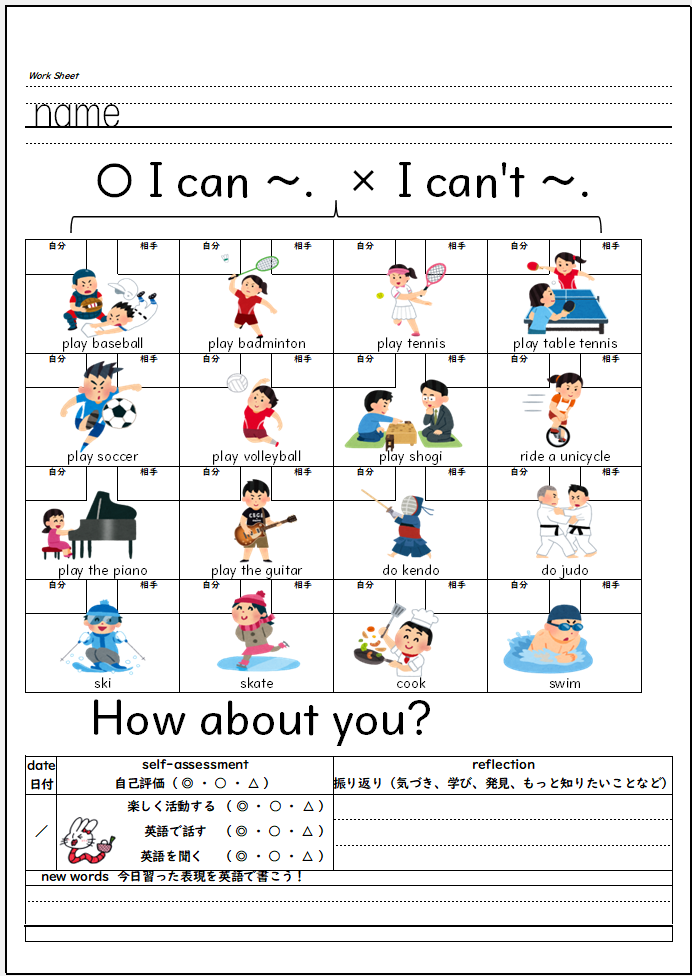 Work Sheet
name
○ I can ～. × I can't ～.
自分 相手 自分 相手 自分 相手 自分 相手
play baseball play badminton play tennis play table tennis
自分 相手 自分 相手 自分 相手 自分 相手
play soccer play volleyball play shogi ride a unicycle
自分 相手 自分 相手 自分 相手 自分 相手
play the piano play the guitar do kendo do judo
自分 相手 自分 相手 自分 相手 自分 相手
ski skate cook swim
How about you?
date self-assessment reflection
日付 自己評価（◎・○・△） 振り返り（気づき、学び、発見、もっと知りたいことなど）
楽しく活動する （◎・○・△）
／ 英語で話す （◎・○・△）
英語を聞く （◎・○・△）
new words 今日習った表現を英語で書こう！